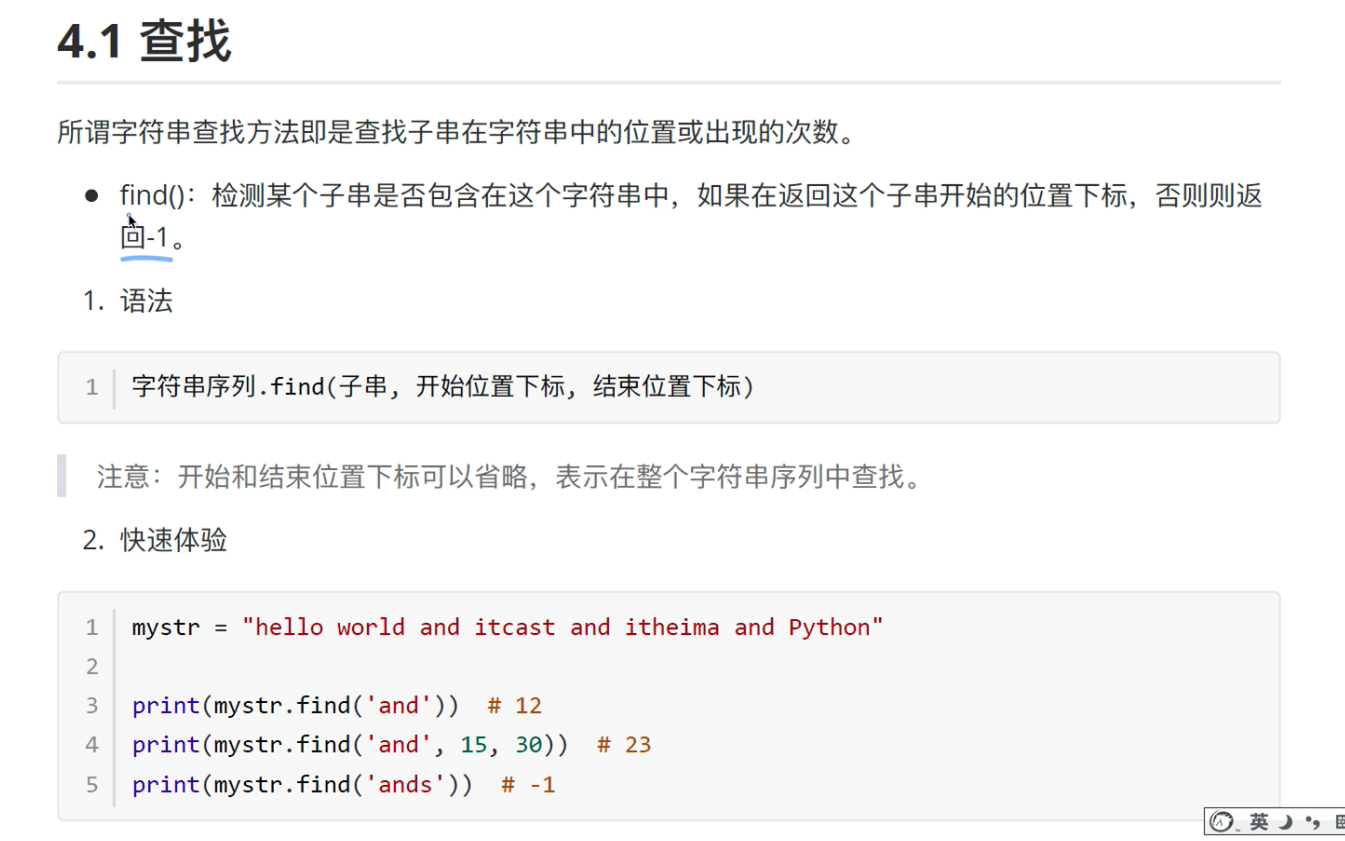 4.1 查找
所谓字符串查找方法即是查找子串在字符串中的位置或出现的次数。
● find()：检测某个子串是否包含在这个字符串中，如果在返回这个子串开始的位置下标，否则则返
回-1。
1. 语法
1 字符串序列.find(子串, 开始位置下标, 结束位置下标)
注意：开始和结束位置下标可以省略，表示在整个字符串序列中查找。
2. 快速体验
1 mystr = "hello world and itcast and itheima and Python"
2
3 print(mystr.find('and'))  # 12
4 print(mystr.find('and', 15, 30))  # 23
5 print(mystr.find('ands'))  # -1
英